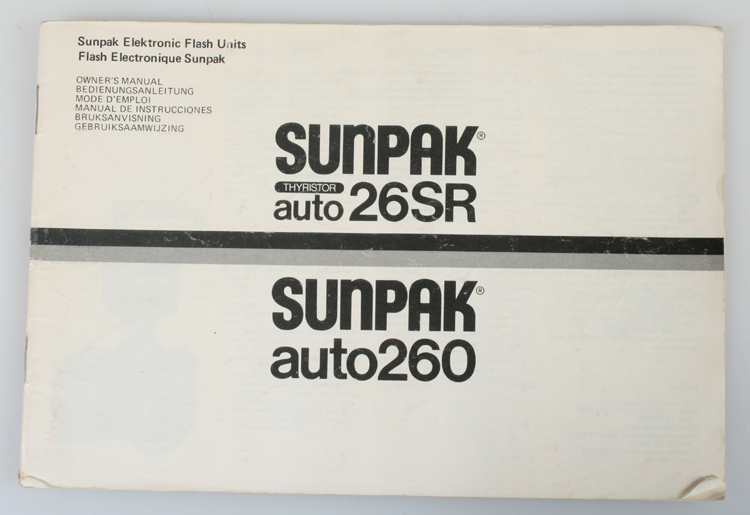 Sunpak Elektronic Flash Units
Flash Electronique Sunpak
OWNER'S MANUAL
BEDIENUNGSANLEITUNG
MODE D'EMPLOI
MANUAL DE INSTRUCCIONES
BRUKSANVISNING
GEBRUIKSAAMWIJZING
SUNPAK®
THYRISTOR
auto 26SR
SUNPAK®
auto260